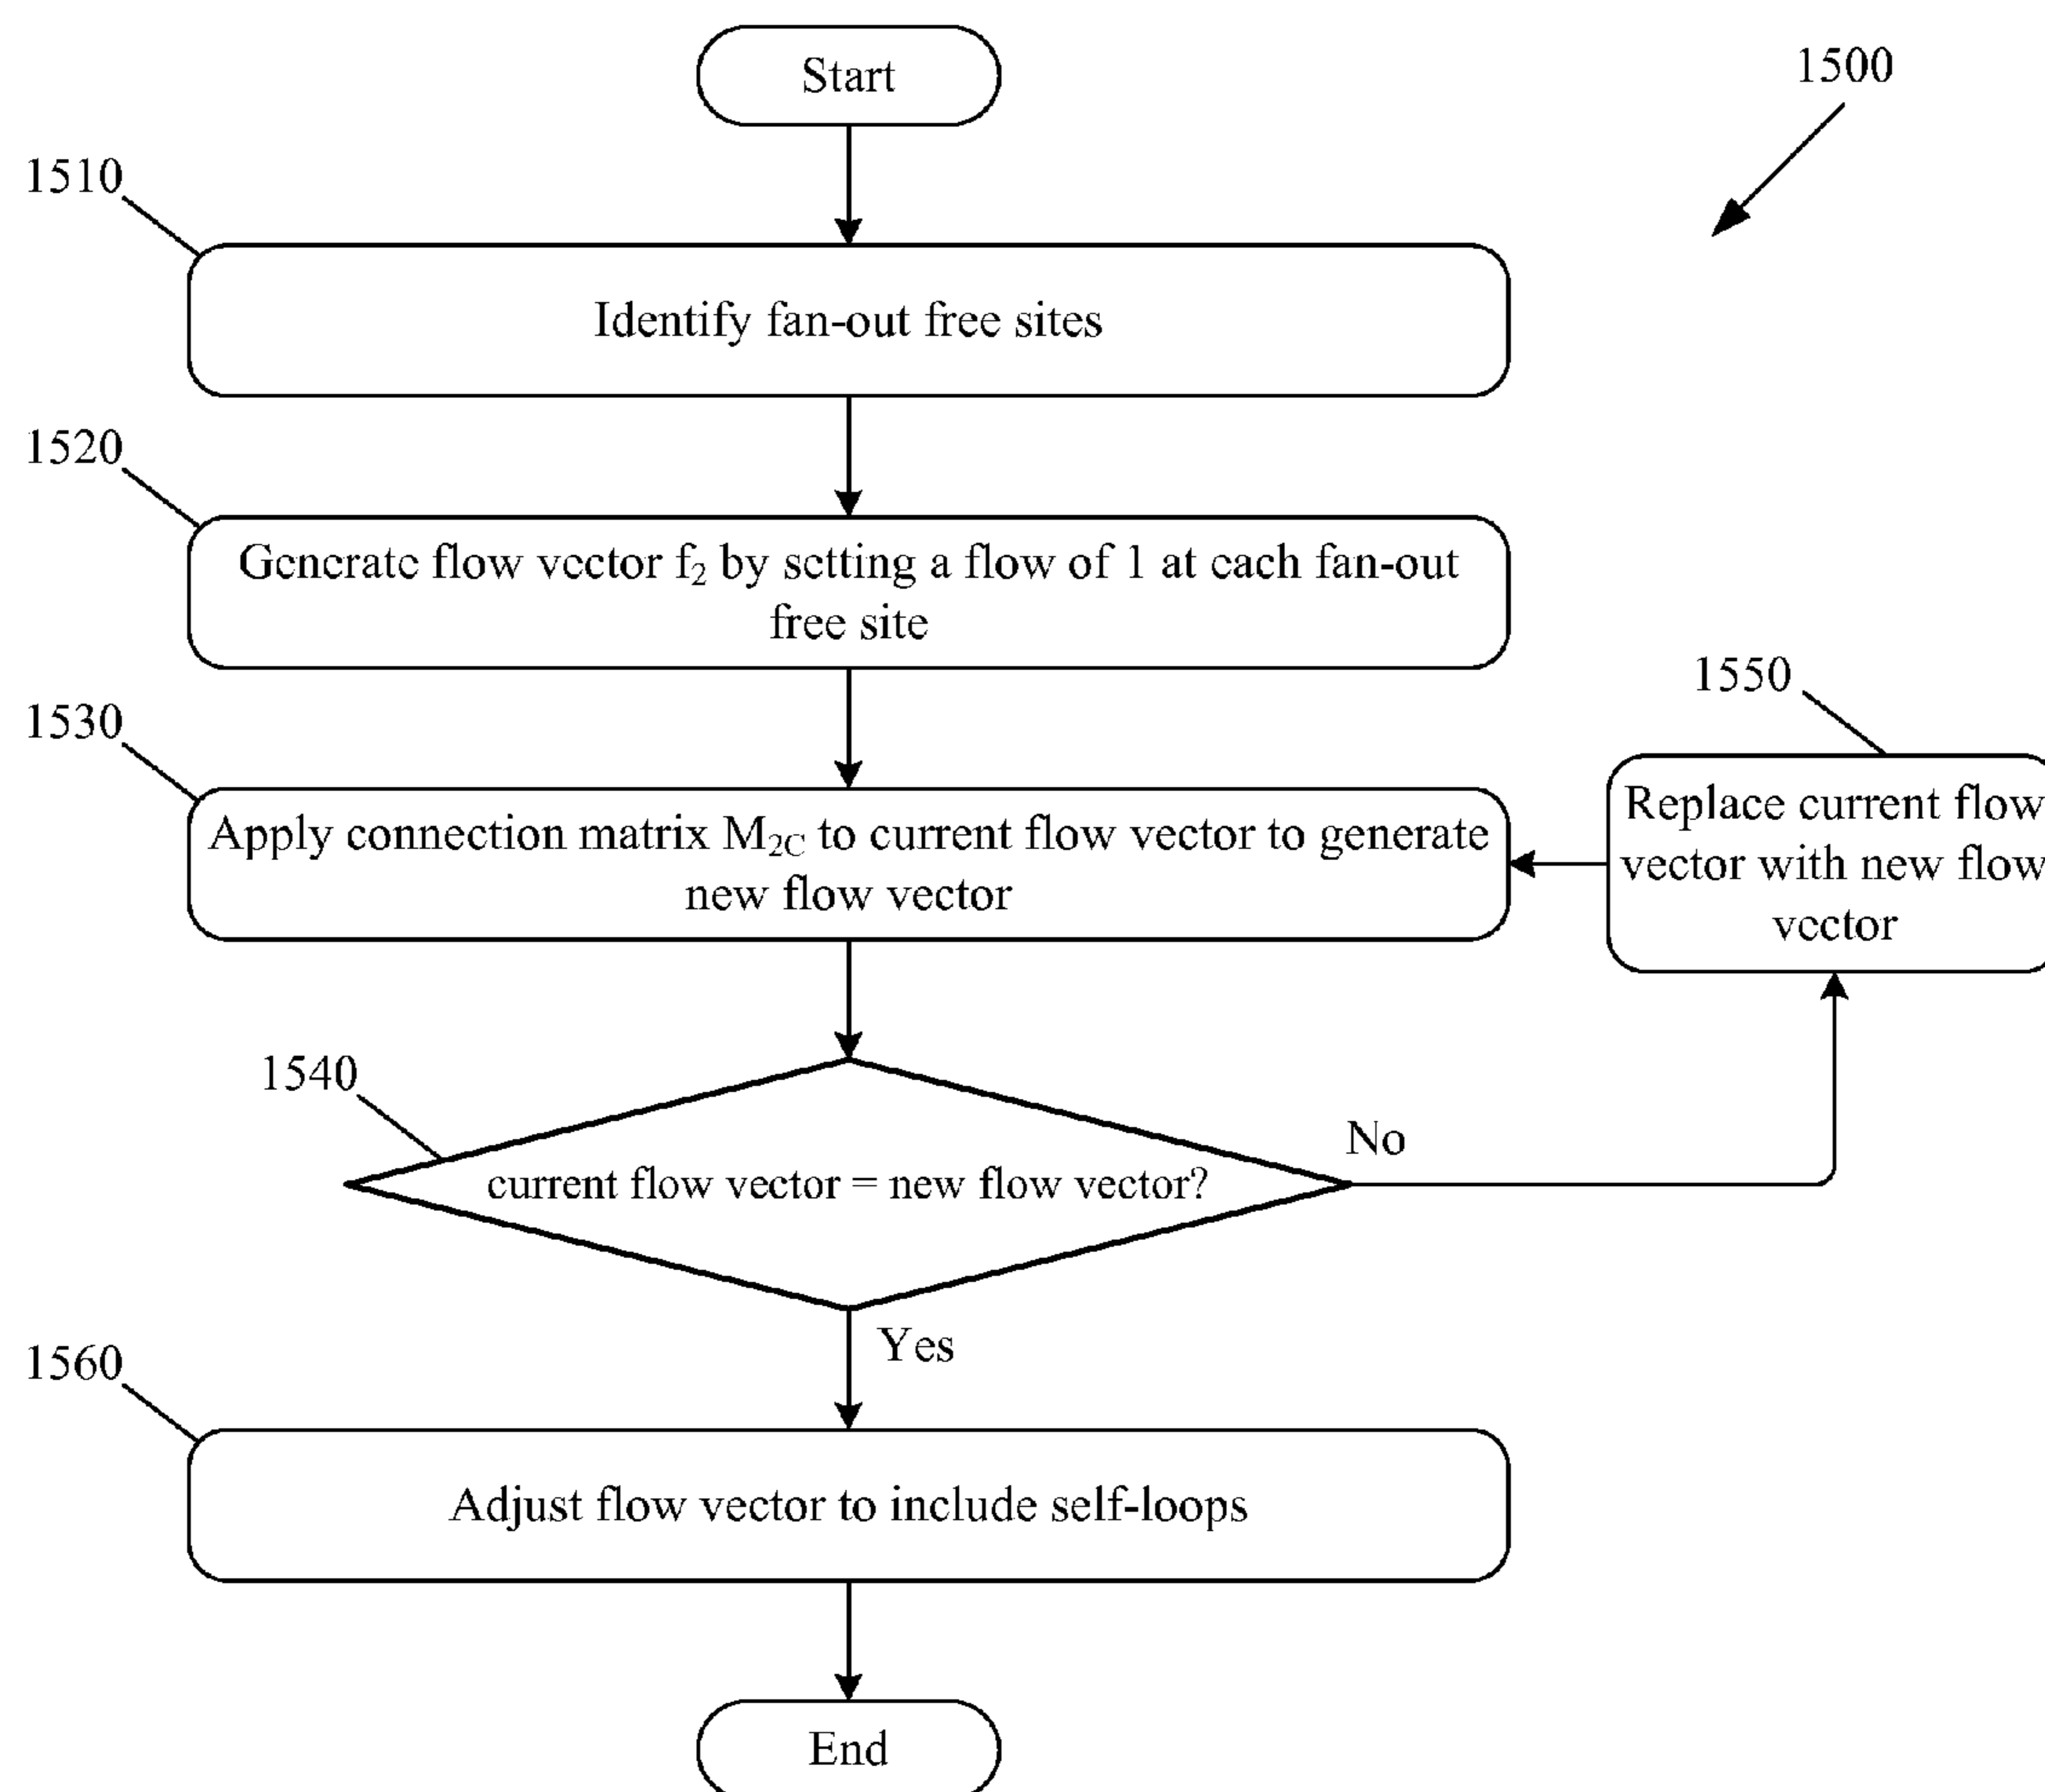 Start
1500
1510
Identify fan-out free sites
1520
Generate flow vector f₂ by setting a flow of 1 at each fan-out
free site
1530
Apply connection matrix M₂C to current flow vector to generate
new flow vector
1550
Replace current flow
vector with new flow
vector
1540
current flow vector = new flow vector?
No
Yes
1560
Adjust flow vector to include self-loops
End